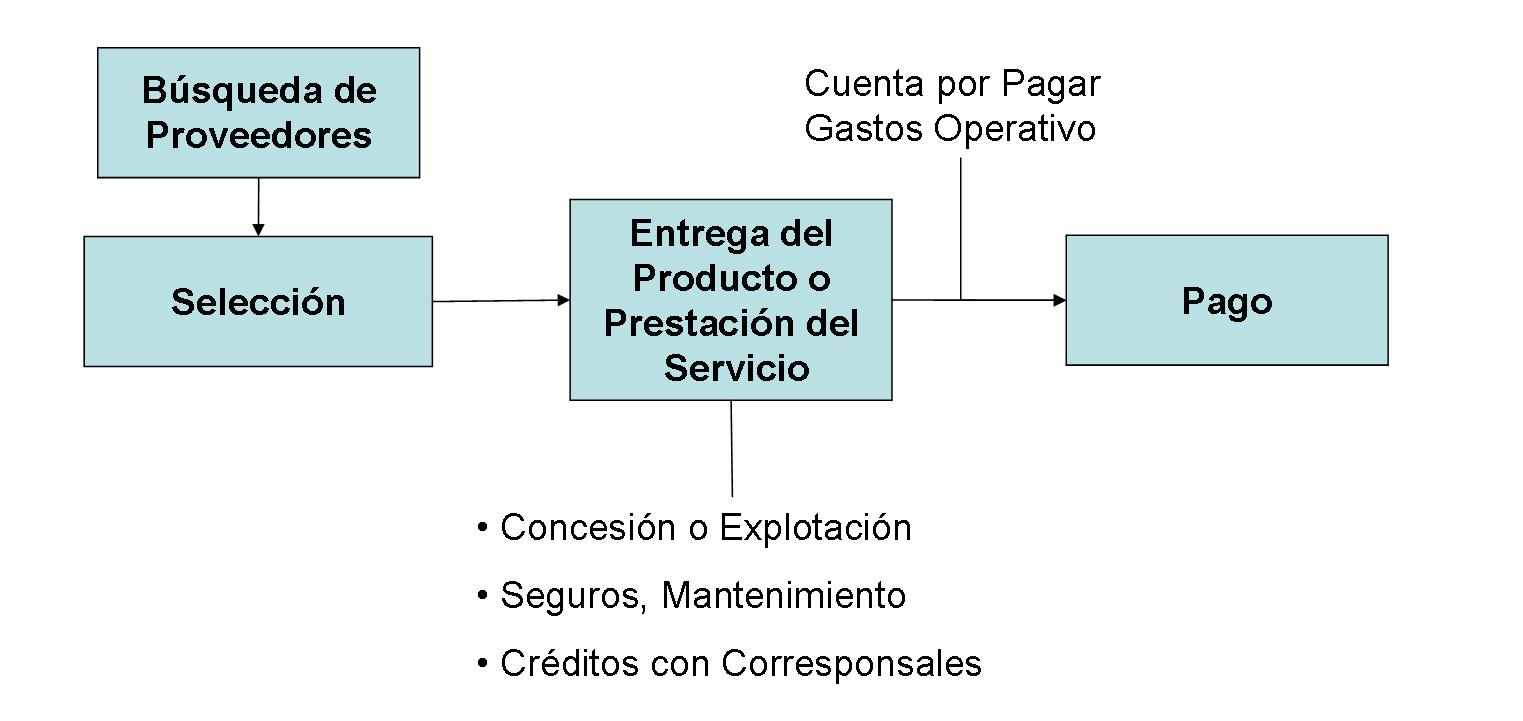 Búsqueda de
Proveedores
Cuenta por Pagar
Gastos Operativo
Selección
Entrega del
Producto o
Prestación del
Servicio
Pago
• Concesión o Explotación
• Seguros, Mantenimiento
• Créditos con Corresponsales